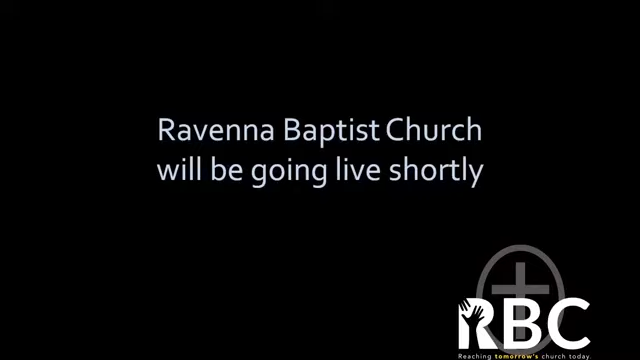 Ravenna Baptist Church
will be going live shortly
RBC
Reaching tomorrow's church today.